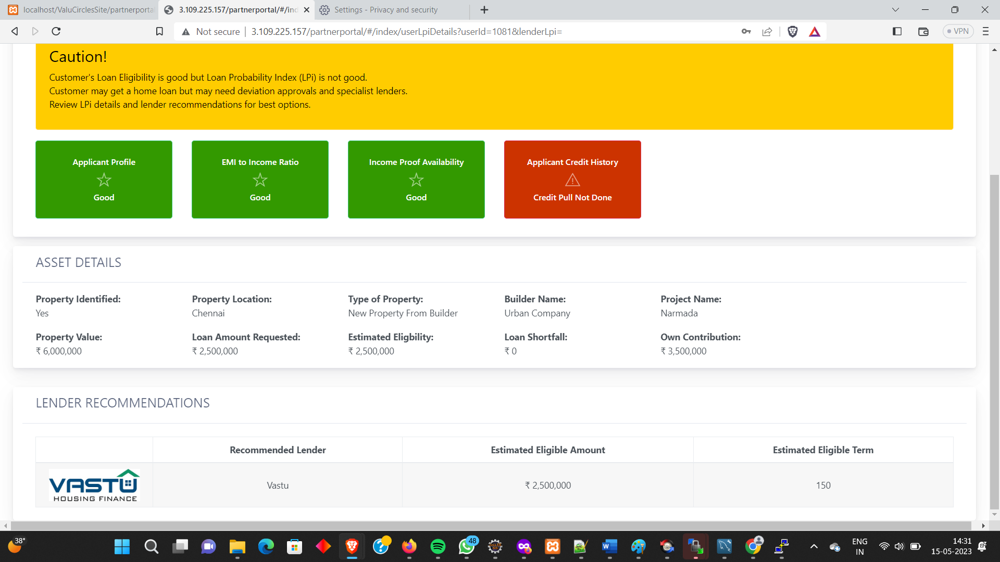 localhost/ValuCirclesSite/partnerportal
3.109.225.157/partnerportal/#/ind
Settings - Privacy and security
Not secure
3.109.225.157/partnerportal/#/index/userLpiDetails?userId=1081&lenderLpi=
VPN
Caution!
Customer's Loan Eligibility is good but Loan Probability Index (LPi) is not good.
Customer may get a home loan but may need deviation approvals and specialist lenders.
Review LPi details and lender recommendations for best options.
Applicant Profile
Good
EMI to Income Ratio
Good
Income Proof Availability
Good
Applicant Credit History
Credit Pull Not Done
ASSET DETAILS
Property Identified:
Yes
Property Location:
Chennai
Type of Property:
New Property From Builder
Builder Name:
Urban Company
Project Name:
Narmada
Property Value:
₹ 6,000,000
Loan Amount Requested:
₹ 2,500,000
Estimated Eligbility:
₹ 2,500,000
Loan Shortfall:
₹ 0
Own Contribution:
₹ 3,500,000
LENDER RECOMMENDATIONS
Recommended Lender
Estimated Eligible Amount
Estimated Eligible Term
VASTU
HOUSING FINANCE
Vastu
₹ 2,500,000
150
38°
48
ENG
IN
14:31
15-05-2023